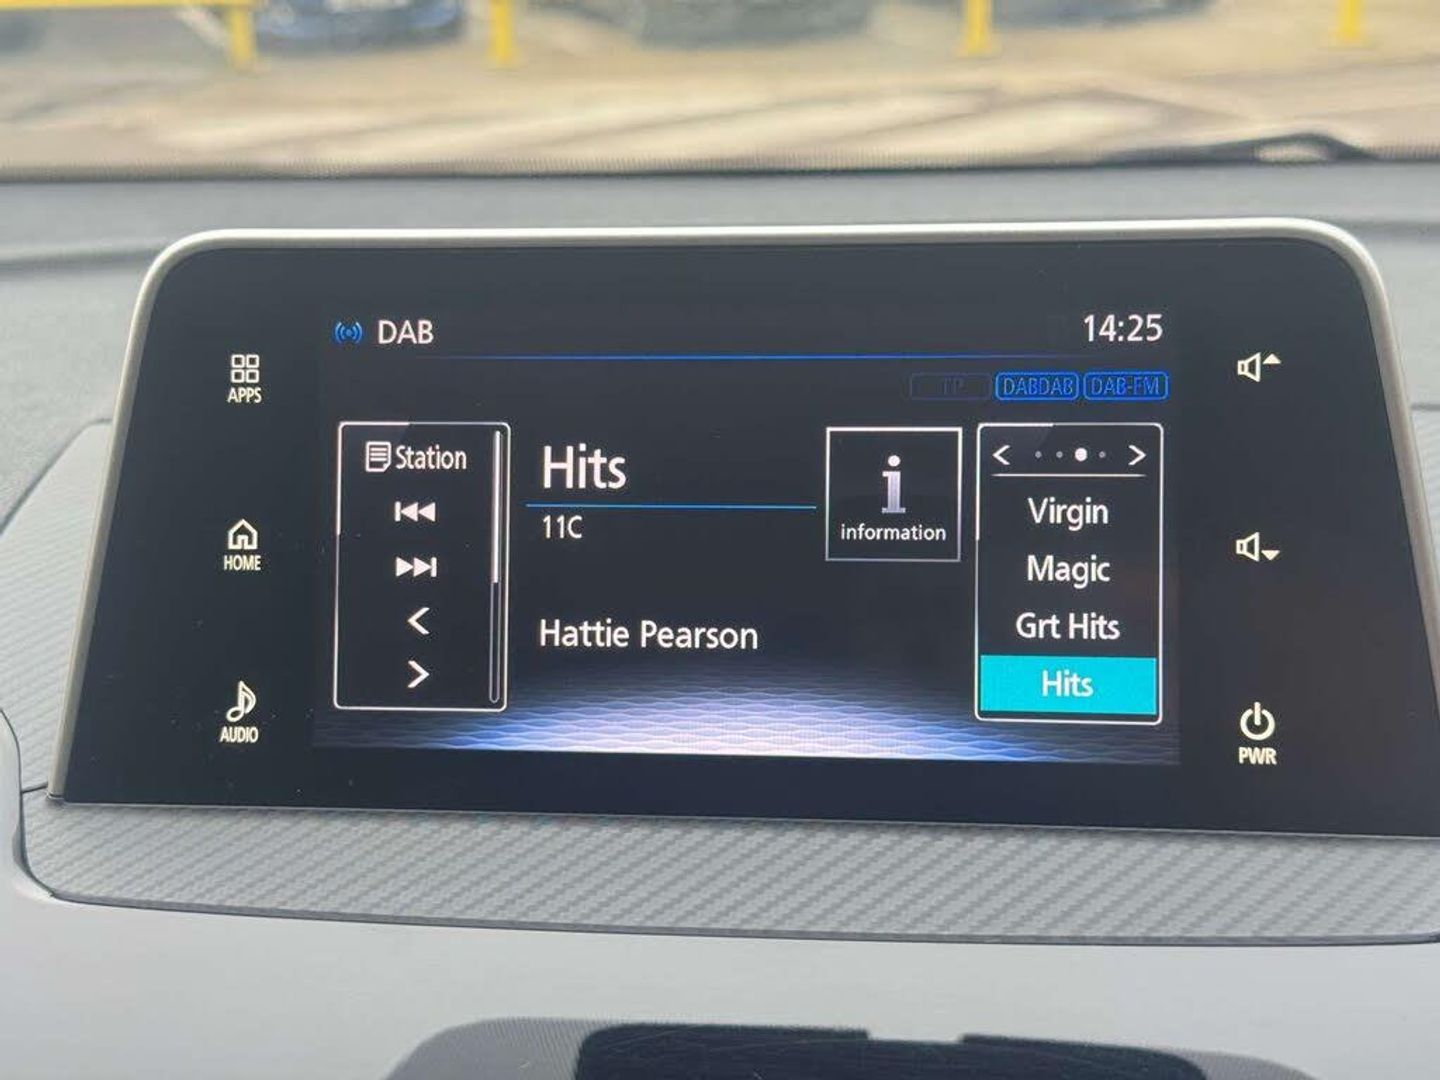 DAB
14:25
TP
DABDAB
DAB-FM
APPS
HOME
AUDIO
Station
Hits
11C
Hattie Pearson
i
information
Virgin
Magic
Grt Hits
Hits
PWR